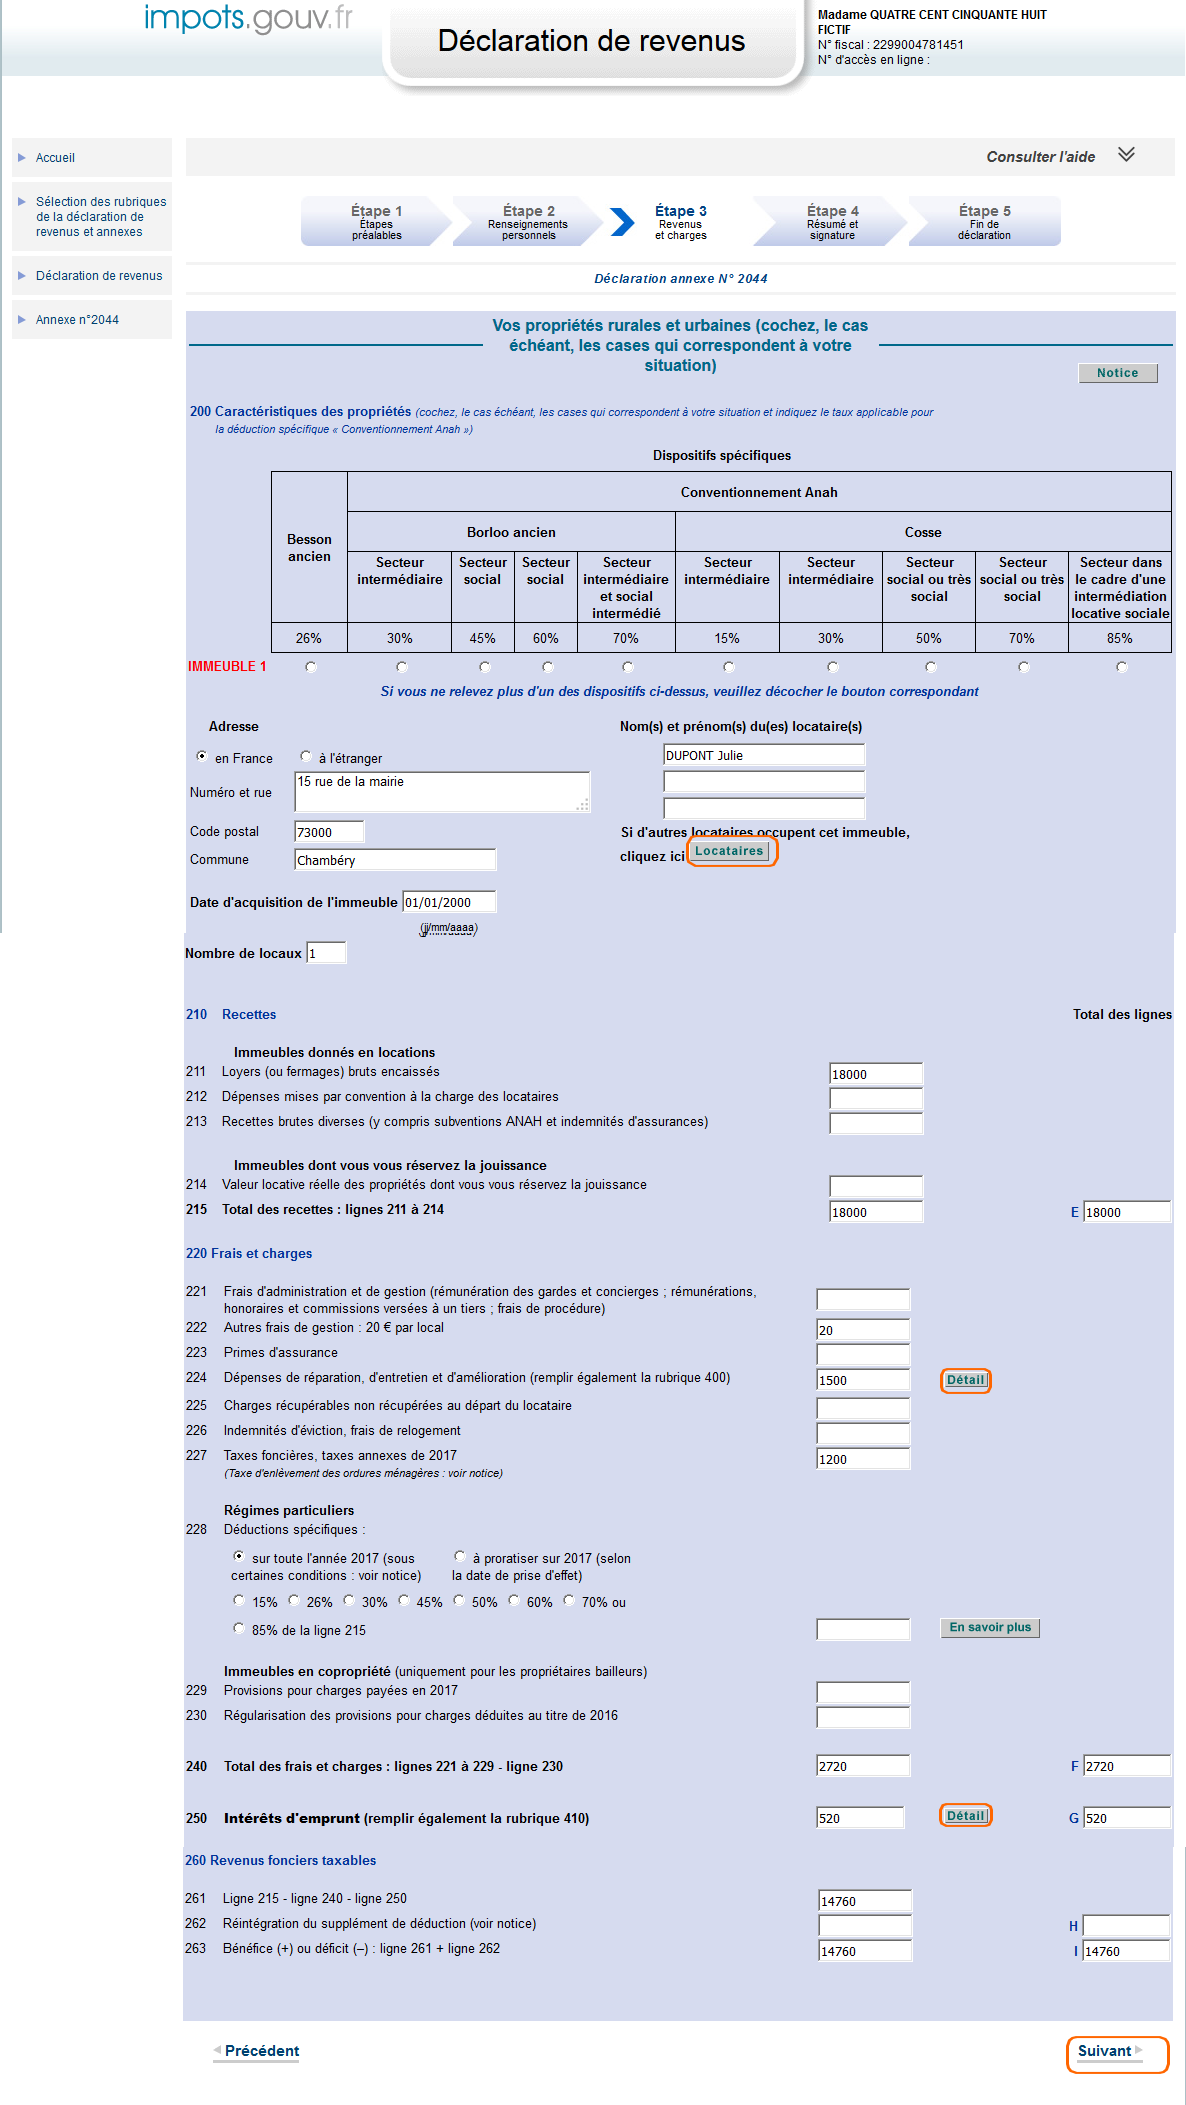 impots.gouv.fr
Déclaration de revenus
Madame QUATRE CENT CINQUANTE HUIT
FICTIF
N° fiscal : 2299004781451
N° d'accès en ligne :
Accueil
Sélection des rubriques
de la déclaration de
revenus et annexes
Déclaration de revenus
Annexe n°2044
Consulter l'aide
Étape 1
Étapes
préalables
Étape 2
Renseignements
personnels
Étape 3
Revenus
et charges
Étape 4
Résumé et
signature
Étape 5
Fin de
déclaration
Déclaration annexe N° 2044
Vos propriétés rurales et urbaines (cochez, le cas
échéant, les cases qui correspondent à votre
situation)
Notice
200 Caractéristiques des propriétés (cochez, le cas échéant, les cases qui correspondent à votre situation et indiquez le taux applicable pour
la déduction spécifique « Conventionnement Anah »)
Dispositifs spécifiques
Besson
ancien
Conventionnement Anah
Borloo ancien
Cosse
Secteur
intermédiaire
Secteur
social
Secteur
social
Secteur
intermédiaire
et social
intermédié
Secteur
intermédiaire
Secteur
intermédiaire
Secteur
social ou très
social
Secteur
social ou très
social
Secteur dans
le cadre d'une
intermédiation
locative sociale
26% 30% 45% 60% 70% 15% 30% 50% 70% 85%
IMMEUBLE 1
Si vous ne relevez plus d'un des dispositifs ci-dessus, veuillez décocher le bouton correspondant
Adresse
en France à l'étranger
Numéro et rue 15 rue de la mairie
Code postal 73000
Commune Chambéry
Nom(s) et prénom(s) du(es) locataire(s)
DUPONT Julie
Si d'autres locataires occupent cet immeuble,
cliquez ici Locataires
Date d'acquisition de l'immeuble 01/01/2000
(jj/mm/aaaa)
Nombre de locaux 1
210 Recettes Total des lignes
Immeubles donnés en locations
211 Loyers (ou fermages) bruts encaissés 18000
212 Dépenses mises par convention à la charge des locataires
213 Recettes brutes diverses (y compris subventions ANAH et indemnités d'assurances)
Immeubles dont vous vous réservez la jouissance
214 Valeur locative réelle des propriétés dont vous vous réservez la jouissance
215 Total des recettes : lignes 211 à 214 18000 E 18000
220 Frais et charges
221 Frais d'administration et de gestion (rémunération des gardes et concierges ; rémunérations,
honoraires et commissions versées à un tiers ; frais de procédure)
222 Autres frais de gestion : 20 € par local 20
223 Primes d'assurance
224 Dépenses de réparation, d'entretien et d'amélioration (remplir également la rubrique 400) 1500 Détail
225 Charges récupérables non récupérées au départ du locataire
226 Indemnités d'éviction, frais de relogement
227 Taxes foncières, taxes annexes de 2017 1200
(Taxe d'enlèvement des ordures ménagères : voir notice)
Régimes particuliers
228 Déductions spécifiques :
sur toute l'année 2017 (sous
certaines conditions : voir notice)
à proratiser sur 2017 (selon
la date de prise d'effet)
15% 26% 30% 45% 50% 60% 70% ou
85% de la ligne 215 En savoir plus
Immeubles en copropriété (uniquement pour les propriétaires bailleurs)
229 Provisions pour charges payées en 2017
230 Régularisation des provisions pour charges déduites au titre de 2016
240 Total des frais et charges : lignes 221 à 229 - ligne 230 2720 F 2720
250 Intérêts d'emprunt (remplir également la rubrique 410) 520 Détail G 520
260 Revenus fonciers taxables
261 Ligne 215 - ligne 240 - ligne 250 14760
262 Réintégration du supplément de déduction (voir notice) H
263 Bénéfice (+) ou déficit (–) : ligne 261 + ligne 262 14760 I 14760
Précédent Suivant